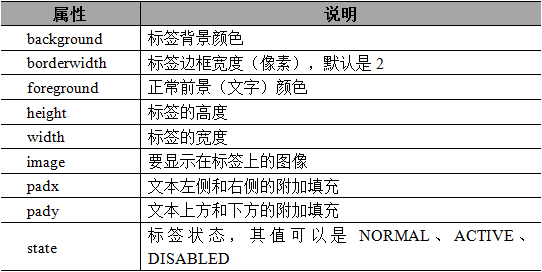 属性 说明
background 标签背景颜色
borderwidth 标签边框宽度（像素），默认是 2
foreground 正常前景（文字）颜色
height 标签的高度
width 标签的宽度
image 要显示在标签上的图像
padx 文本左侧和右侧的附加填充
pady 文本上方和下方的附加填充
state 标签状态，其值可以是 NORMAL、ACTIVE、
DISABLED